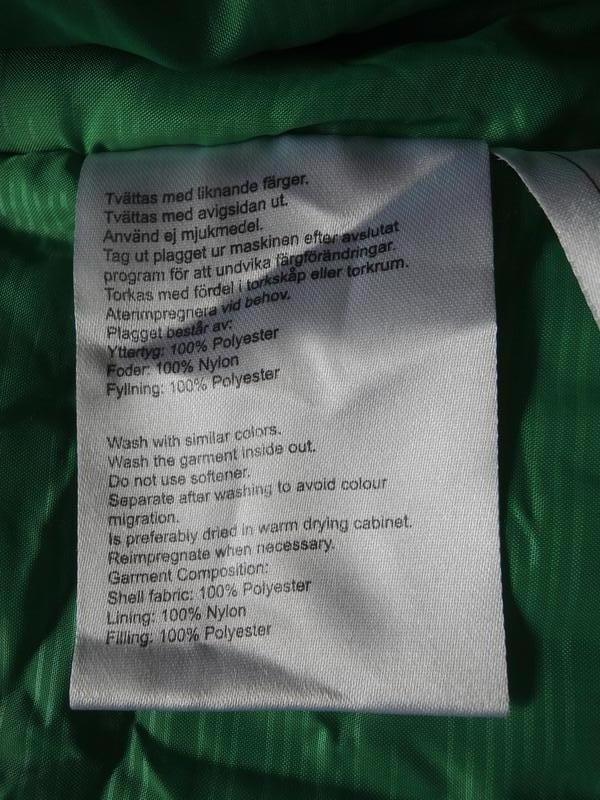 Tvättas med liknande färger.
Tvättas med avigsidan ut.
Använd ej mjukmedel.
Tag ut plagget ur maskinen efter avslutat
program för att undvika färgförändringar.
Torkas med fördel i torkskåp eller torkrum.
Aterimpregnera vid behov.
Plagget består av:
Yttertyg: 100% Polyester
Foder: 100% Nylon
Fyllning: 100% Polyester
Wash with similar colors.
Wash the garment inside out.
Do not use softener.
Separate after washing to avoid colour
migration.
Is preferably dried in warm drying cabinet.
Reimpregnate when necessary.
Garment Composition:
Shell fabric: 100% Polyester
Lining: 100% Nylon
Filling: 100% Polyester